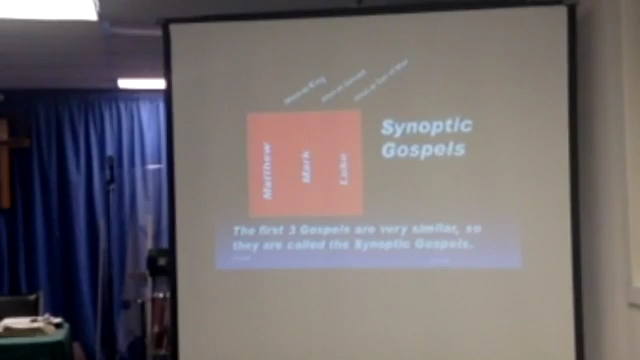 Synoptic
Gospels
Matthew
Mark
Luke
The first 3 Gospels are very similar, so
they are called the Synoptic Gospels.